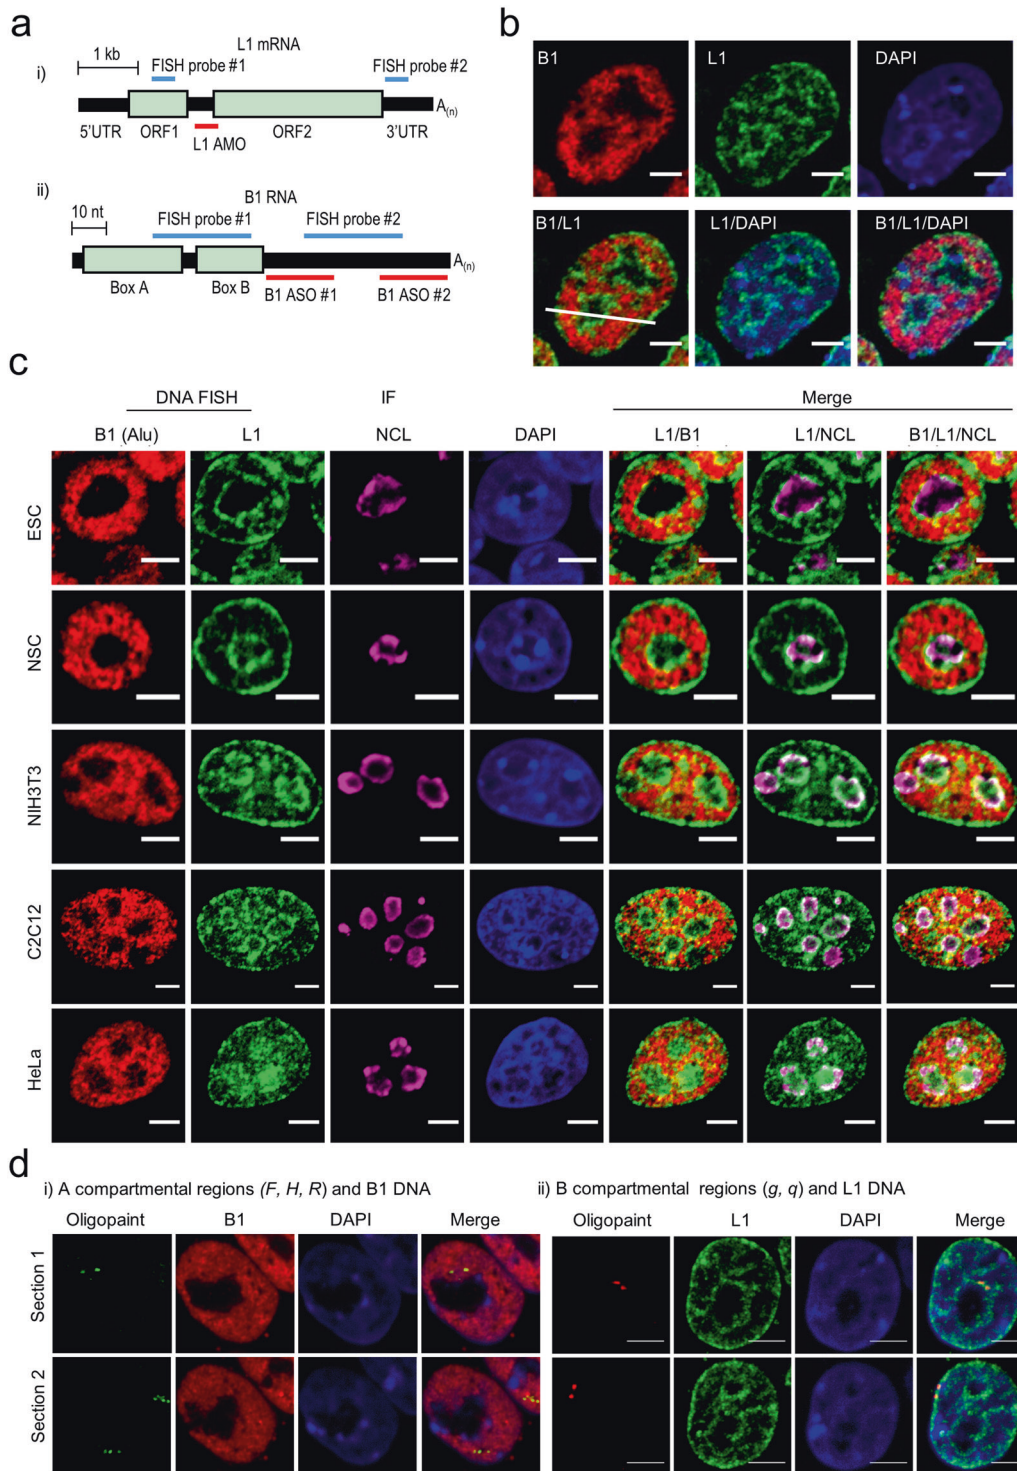 a
L1 mRNA
1 kb
FISH probe #1
FISH probe #2
i)
A(n)
5'UTR
ORF1
ORF2
3'UTR
L1 AMO
ii)
B1 RNA
10 nt
FISH probe #1
FISH probe #2
A(n)
Box A
Box B
B1 ASO #1
B1 ASO #2
b
B1
L1
DAPI
B1/L1
L1/DAPI
B1/L1/DAPI
c
DNA FISH
IF
Merge
B1 (Alu)
L1
NCL
DAPI
L1/B1
L1/NCL
B1/L1/NCL
ESC
NSC
NIH3T3
C2C12
HeLa
d
i) A compartmental regions (F, H, R) and B1 DNA
Oligopaint
B1
DAPI
Merge
Section 1
Section 2
ii) B compartmental regions (g, q) and L1 DNA
Oligopaint
L1
DAPI
Merge